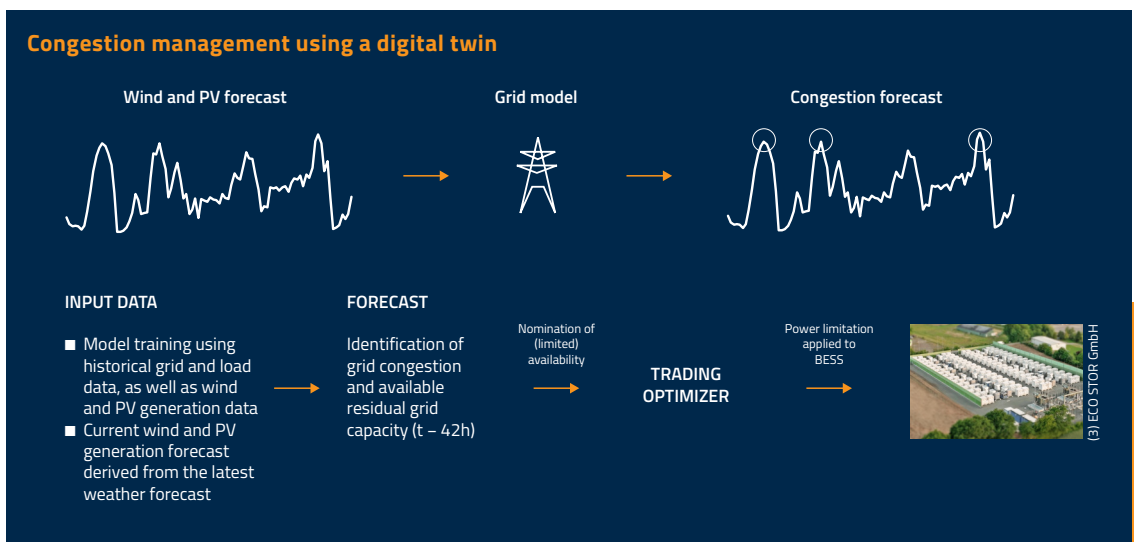 Congestion management using a digital twin
Wind and PV forecast
Grid model
Congestion forecast
INPUT DATA
■ Model training using
historical grid and load
data, as well as wind
and PV generation data
■ Current wind and PV
generation forecast
derived from the latest
weather forecast
FORECAST
Identification of
grid congestion
and available
residual grid
capacity (t – 42h)
Nomination of
(limited)
availability
TRADING
OPTIMIZER
Power limitation
applied to
BESS
(3) ECO STOR GmbH